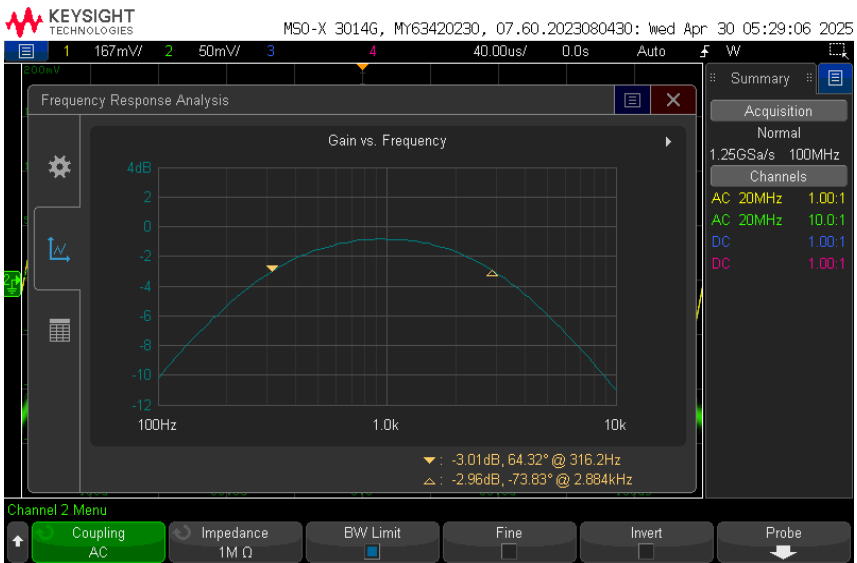 KEYSIGHT
TECHNOLOGIES
MSO-X 3014G, MY63420230, 07.60.2023080430: Wed Apr 30 05:29:06 2025
1 167mV/ 2 50mV/ 3 4 40.00us/ 0.0s Auto W
200mV
Summary
Frequency Response Analysis
Acquisition
Normal
1.25GSa/s 100MHz
Channels
AC 20MHz 1.00:1
AC 20MHz 10.0:1
DC 1.00:1
DC 1.00:1
Gain vs. Frequency
4dB
2
0
-2
-4
-6
-8
-10
-12
100Hz 1.0k 10k
: -3.01dB, 64.32° @ 316.2Hz
: -2.96dB, -73.83° @ 2.884kHz
Channel 2 Menu
Coupling
AC
Impedance
1M Ω
BW Limit
Fine
Invert
Probe